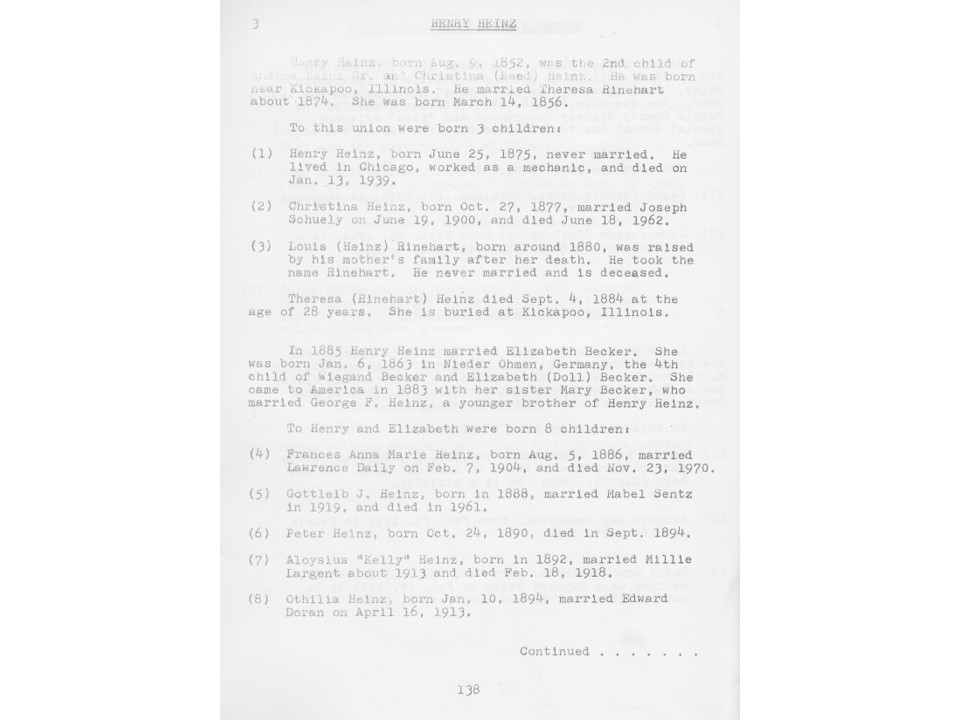 3 HENRY HEINZ
Henry Heinz, born Aug. 9, 1852, was the 2nd child of
Andrew Heinz Sr. and Christina (Reed) Heinz. He was born
near Kickapoo, Illinois. He married Theresa Rinehart
about 1874. She was born March 14, 1856.
To this union were born 3 children:
(1) Henry Heinz, born June 25, 1875, never married. He
lived in Chicago, worked as a mechanic, and died on
Jan. 13, 1939.
(2) Christina Heinz, born Oct. 27, 1877, married Joseph
Schuely on June 19, 1900, and died June 18, 1962.
(3) Louis (Heinz) Rinehart, born around 1880, was raised
by his mother's family after her death. He took the
name Rinehart. He never married and is deceased.
Theresa (Rinehart) Heinz died Sept. 4, 1884 at the
age of 28 years. She is buried at Kickapoo, Illinois.
In 1885 Henry Heinz married Elizabeth Becker. She
was born Jan. 6, 1863 in Nieder Ohmen, Germany, the 4th
child of Wiegand Becker and Elizabeth (Doll) Becker. She
came to America in 1883 with her sister Mary Becker, who
married George F. Heinz, a younger brother of Henry Heinz.
To Henry and Elizabeth were born 8 children:
(4) Frances Anna Marie Heinz, born Aug. 5, 1886, married
Lawrence Daily on Feb. 7, 1904, and died Nov. 23, 1970.
(5) Gottleib J. Heinz, born in 1888, married Mabel Sentz
in 1919, and died in 1961.
(6) Peter Heinz, born Oct. 24, 1890, died in Sept. 1894.
(7) Aloysius "Kelly" Heinz, born in 1892, married Millie
Largent about 1913 and died Feb. 18, 1918.
(8) Othilia Heinz, born Jan. 10, 1894, married Edward
Doran on April 16, 1913.
Continued . . . . . . .
138